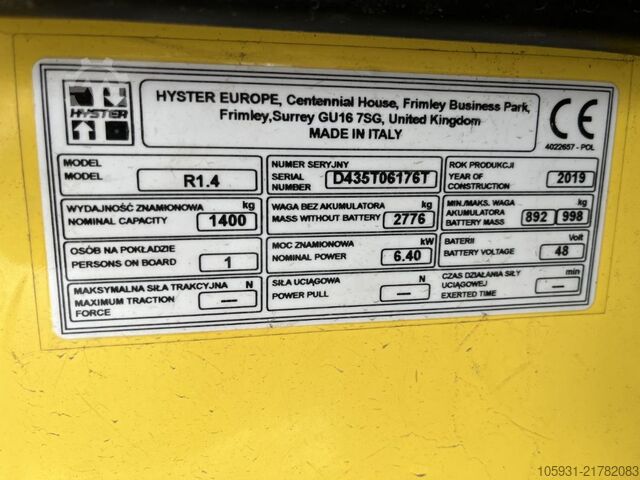 HYSTER
HYSTER EUROPE, Centennial House, Frimley Business Park,
Frimley, Surrey GU16 7SG, United Kingdom
MADE IN ITALY
CE
4022657 - POL
MODEL
MODEL R1.4
NUMER SERYJNY
SERIAL NUMBER D435T06176T
ROK PRODUKCJI
YEAR OF CONSTRUCTION 2019
WYDAJNOŚĆ ZNAMIONOWA kg
NOMINAL CAPACITY 1400
WAGA BEZ AKUMULATORA kg
MASS WITHOUT BATTERY 2776
MIN./MAKS. WAGA kg
AKUMULATORA
BATTERY MASS 892 998
OSÓB NA POKŁADZIE
PERSONS ON BOARD 1
MOC ZNAMIONOWA kW
NOMINAL POWER 6.40
BATERII Volt
BATTERY VOLTAGE 48
MAKSYMALNA SIŁA TRAKCYJNA N
MAXIMUM TRACTION ---
FORCE
SIŁA UCIĄGOWA N
POWER PULL ---
CZAS DZIAŁANIA SIŁY min
UCIĄGOWEJ
EXERTED TIME ---
105931-21782083